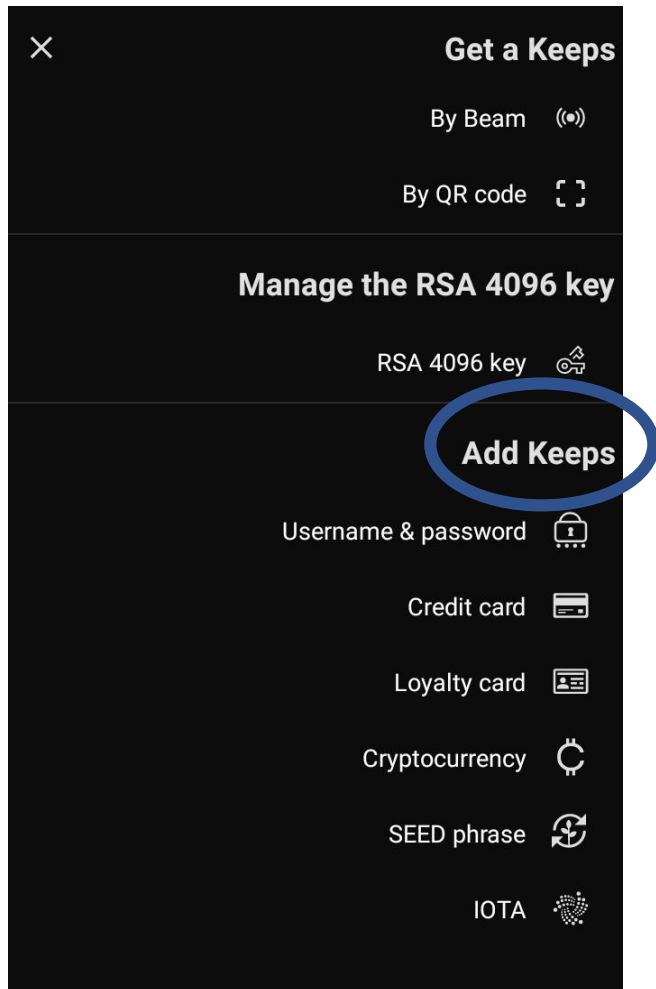 Get a Keeps
By Beam
By QR code
Manage the RSA 4096 key
RSA 4096 key
Add Keeps
Username & password
Credit card
Loyalty card
Cryptocurrency
SEED phrase
IOTA